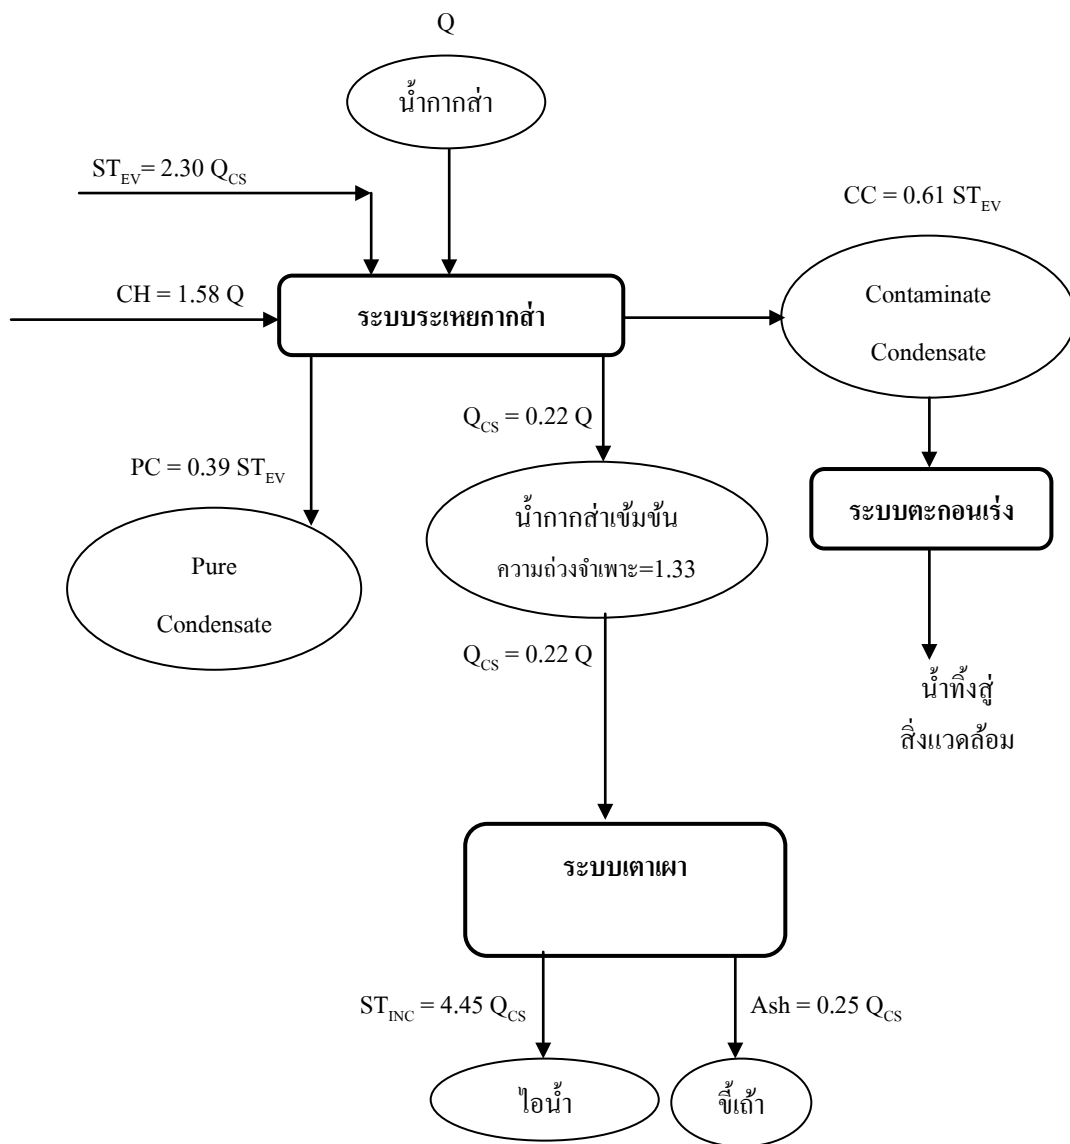 Q
น้ำกากส่า
ST_EV= 2.30 Q_CS
CC = 0.61 ST_EV
CH = 1.58 Q
ระบบระเหยกากส่า
Contaminate
Condensate
Q_CS = 0.22 Q
PC = 0.39 ST_EV
น้ำกากส่าเข้มข้น
ความถ่วงจำเพาะ=1.33
ระบบตะกอนเร่ง
Pure
Condensate
Q_CS = 0.22 Q
น้ำทิ้งสู่
สิ่งแวดล้อม
ระบบเตาเผา
ST_INC = 4.45 Q_CS
Ash = 0.25 Q_CS
ไอน้ำ
ขี้เถ้า